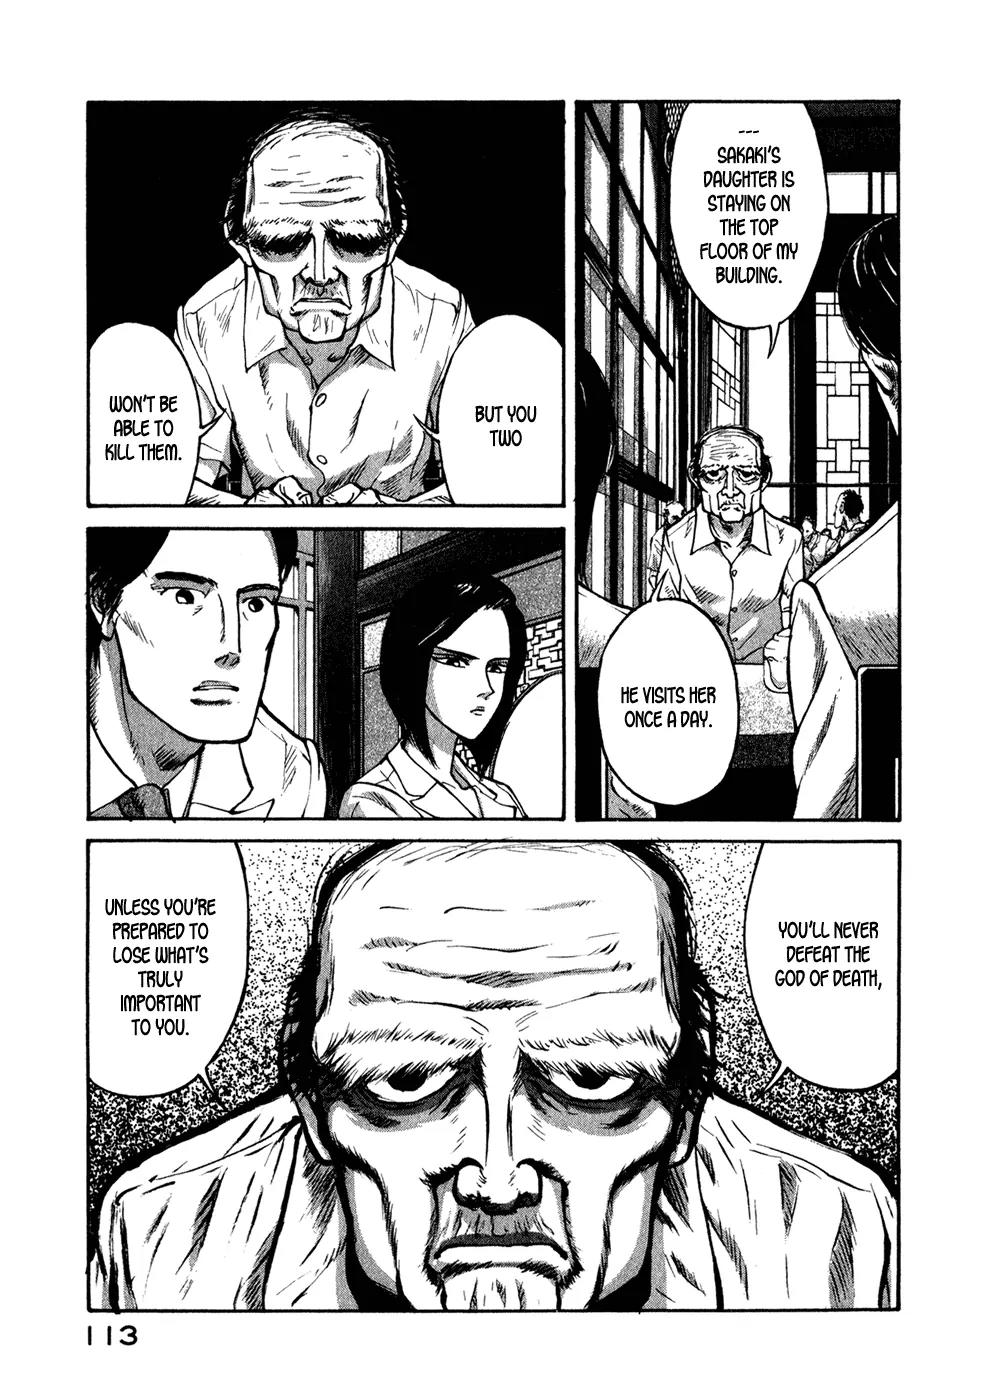 ---
SAKAKI'S
DAUGHTER IS
STAYING ON
THE TOP
FLOOR OF MY
BUILDING.
HE VISITS HER
ONCE A DAY.
BUT YOU
TWO
WON'T BE
ABLE TO
KILL THEM.
YOU'LL NEVER
DEFEAT THE
GOD OF DEATH,
UNLESS YOU'RE
PREPARED TO
LOSE WHAT'S
TRULY
IMPORTANT
TO YOU.
113